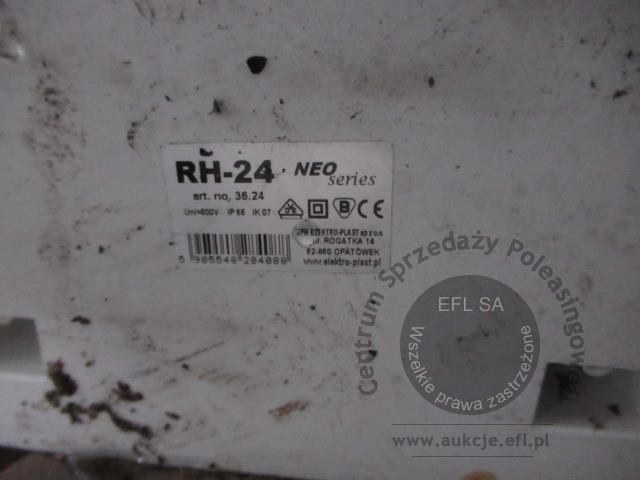 RH-24 NEO series
art. no. 36.24
Uni=500V IP 65 IK 07
B CE
ZPH ELEKTRO-PLAST sp z o.o.
ul. ROGATKA 14
62-860 OPATÓWEK
www.elektro-plast.pl
5 905548 284088
Centrum Sprzedaży Poleasingowej
EFL SA
Wszelkie prawa zastrzeżone
www.aukcje.efl.pl